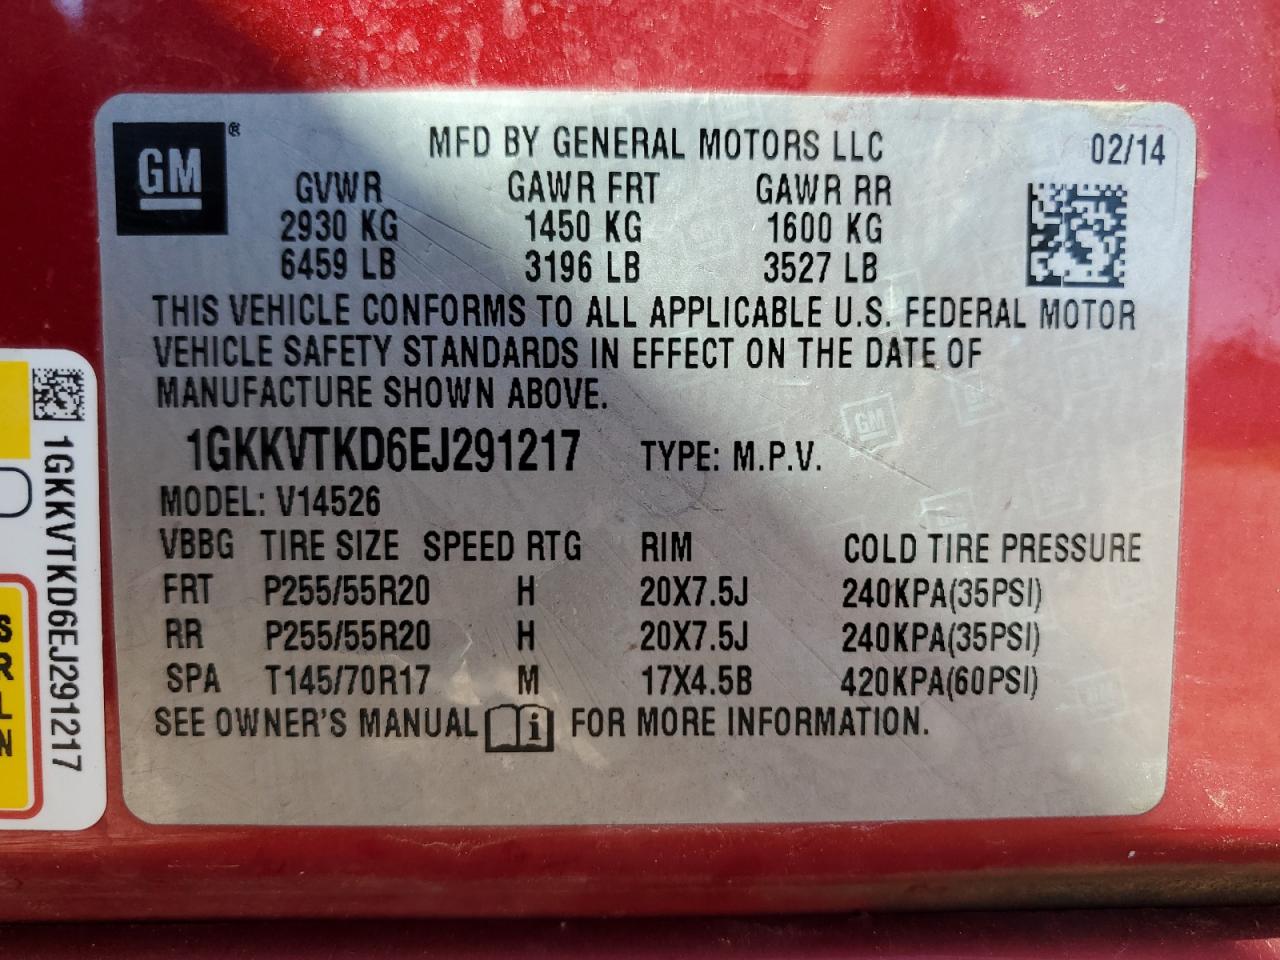 GM ®
MFD BY GENERAL MOTORS LLC 02/14
GVWR GAWR FRT GAWR RR
2930 KG 1450 KG 1600 KG
6459 LB 3196 LB 3527 LB
THIS VEHICLE CONFORMS TO ALL APPLICABLE U.S. FEDERAL MOTOR
VEHICLE SAFETY STANDARDS IN EFFECT ON THE DATE OF
MANUFACTURE SHOWN ABOVE.
1GKKVTKD6EJ291217 TYPE: M.P.V.
MODEL: V14526
VBBG TIRE SIZE SPEED RTG RIM COLD TIRE PRESSURE
FRT P255/55R20 H 20X7.5J 240KPA(35PSI)
RR P255/55R20 H 20X7.5J 240KPA(35PSI)
SPA T145/70R17 M 17X4.5B 420KPA(60PSI)
SEE OWNER'S MANUAL i FOR MORE INFORMATION.
1GKKVTKD6EJ291217
S
R
L
N